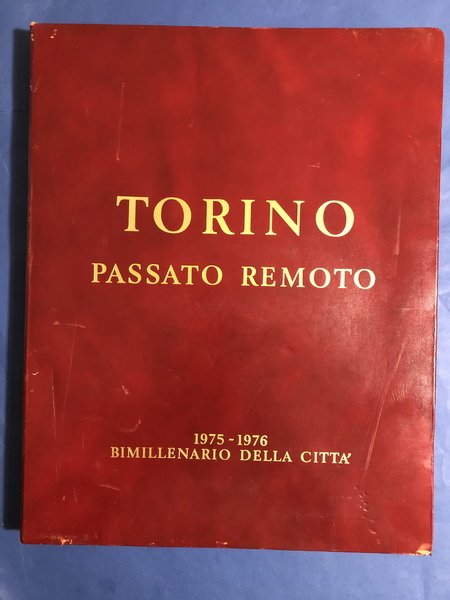 TORINO
PASSATO REMOTO
1975-1976
BIMILLENARIO DELLA CITTA'